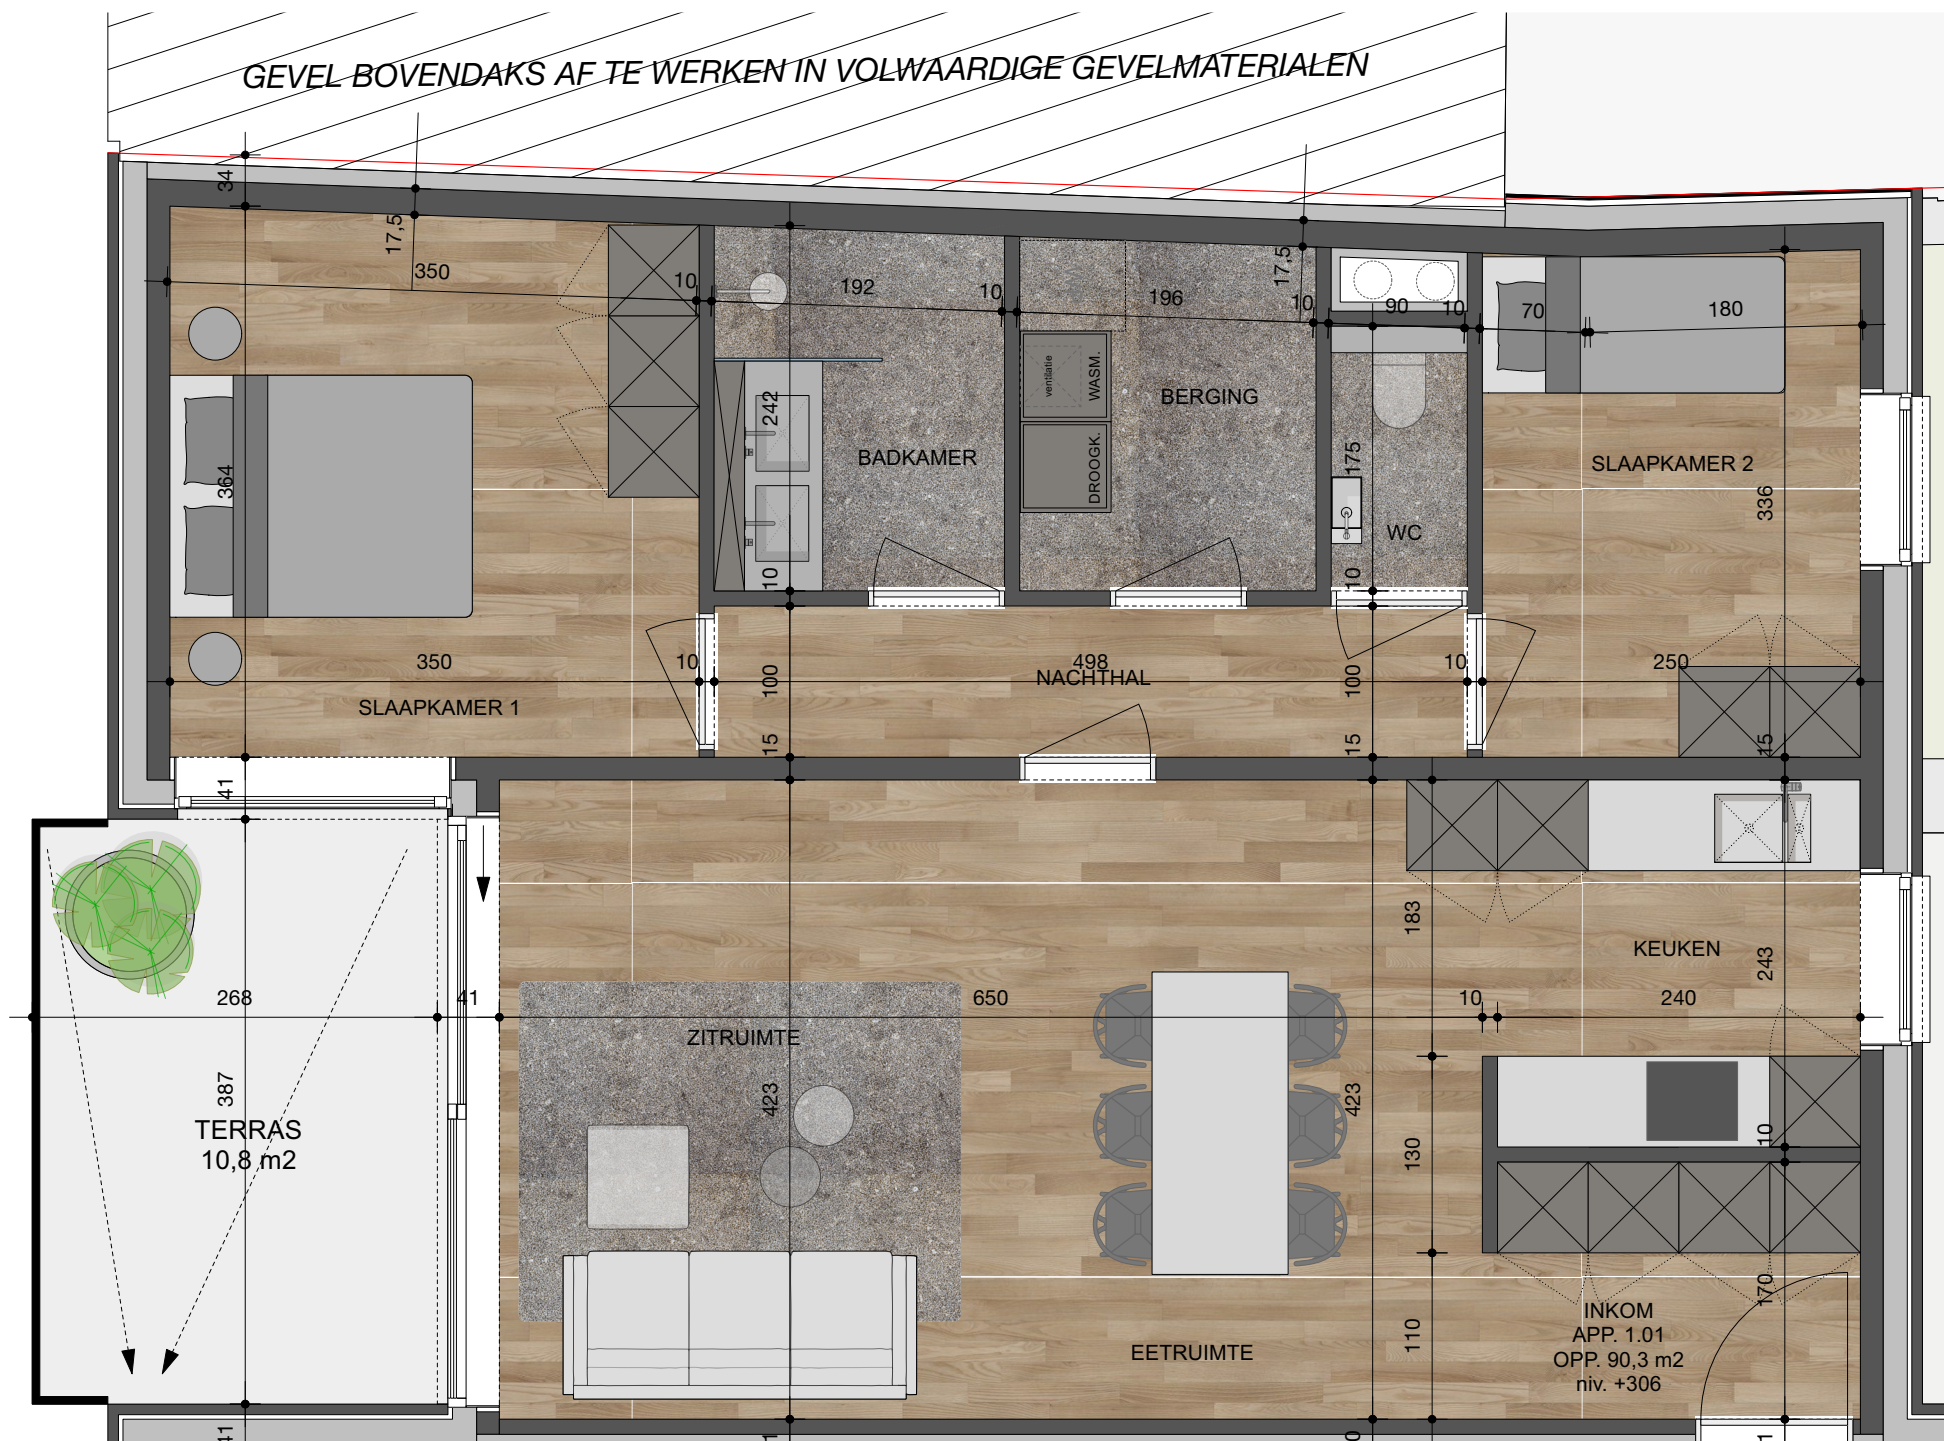 GEVEL BOVENDAKS AF TE WERKEN IN VOLWAARDIGE GEVELMATERIALEN
34
17,5
350
10
192
10
196
17,5
10
90
10
70
180
242
ventilatie
WASM.
DROOGK.
BERGING
BADKAMER
364
175
WC
SLAAPKAMER 2
336
10
10
350
10
498
10
250
NACHTHAL
100
100
SLAAPKAMER 1
15
15
15
41
183
KEUKEN
243
268
41
650
10
240
ZITRUIMTE
387
423
423
TERRAS
10,8 m2
130
10
170
110
INKOM
APP. 1.01
OPP. 90,3 m2
niv. +306
EETRUIMTE
41